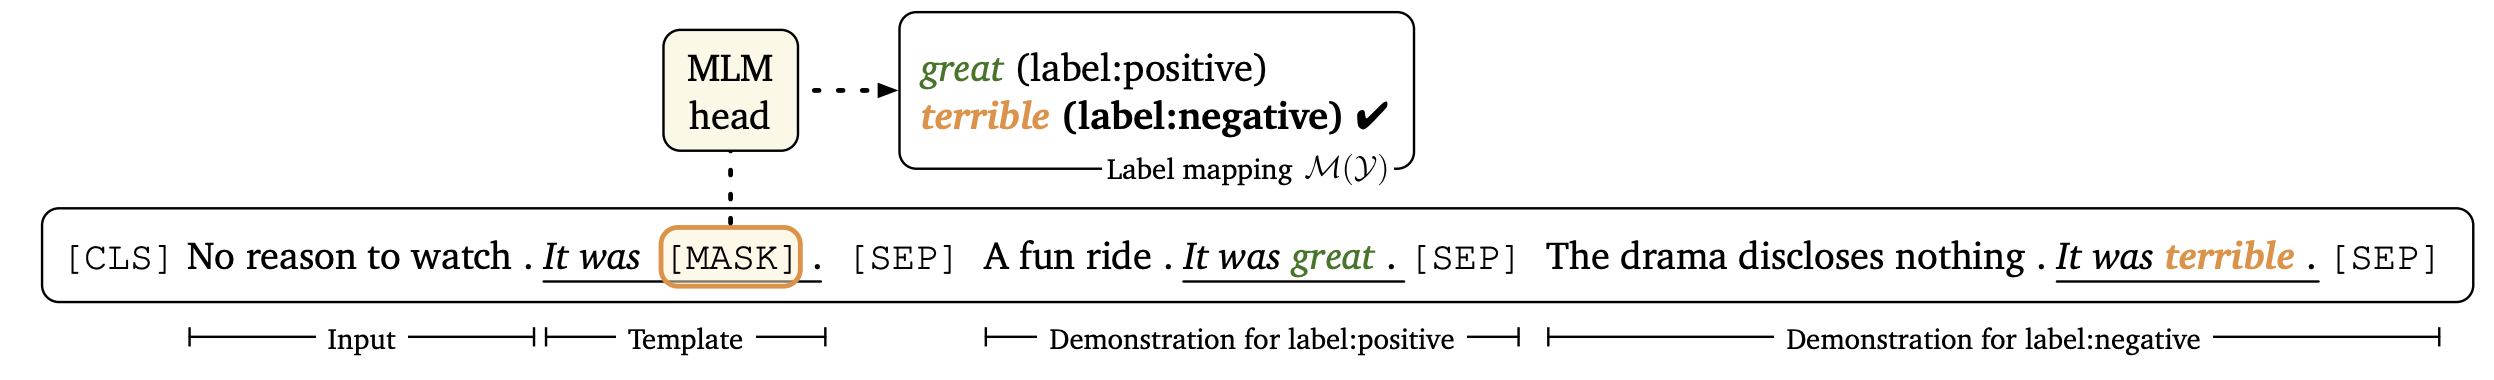 MLM
head
great (label:positive)
terrible (label:negative) ✔
Label mapping ℳ(𝒴)
[CLS] No reason to watch . It was [MASK] . [SEP] A fun ride . It was great . [SEP] The drama discloses nothing . It was terrible . [SEP]
Input Template Demonstration for label:positive Demonstration for label:negative